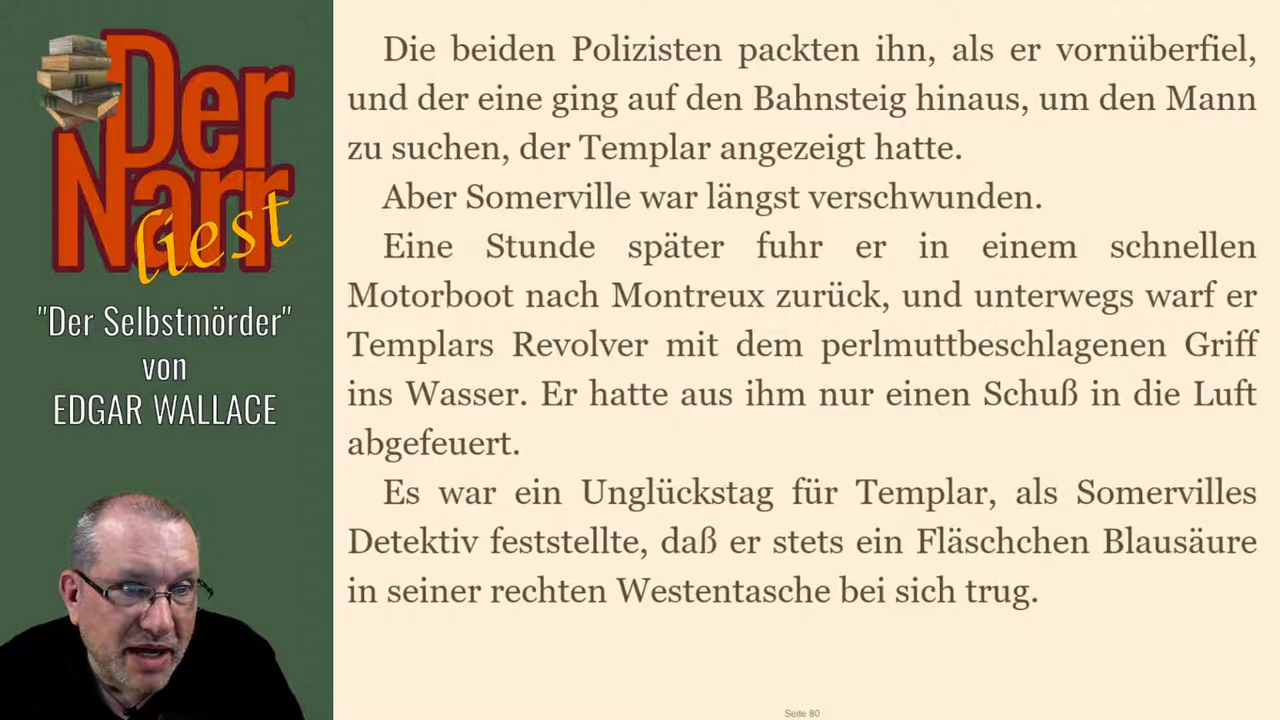 Der
Narr
liest
"Der Selbstmörder"
von
EDGAR WALLACE
Die beiden Polizisten packten ihn, als er vornüberfiel,
und der eine ging auf den Bahnsteig hinaus, um den Mann
zu suchen, der Templar angezeigt hatte.
Aber Somerville war längst verschwunden.
Eine Stunde später fuhr er in einem schnellen
Motorboot nach Montreux zurück, und unterwegs warf er
Templars Revolver mit dem perlmuttbeschlagenen Griff
ins Wasser. Er hatte aus ihm nur einen Schuß in die Luft
abgefeuert.
Es war ein Unglückstag für Templar, als Somervilles
Detektiv feststellte, daß er stets ein Fläschchen Blausäure
in seiner rechten Westentasche bei sich trug.
Seite 80